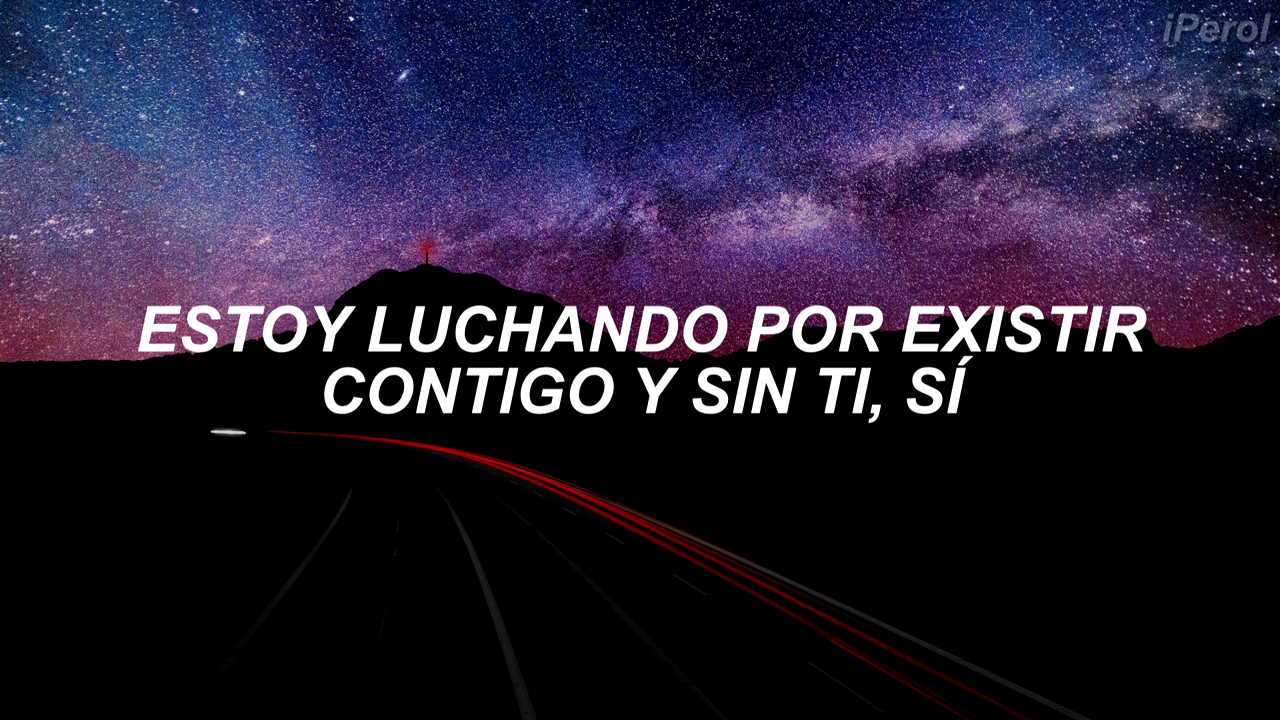 iPerol
ESTOY LUCHANDO POR EXISTIR
CONTIGO Y SIN TI, SÍ